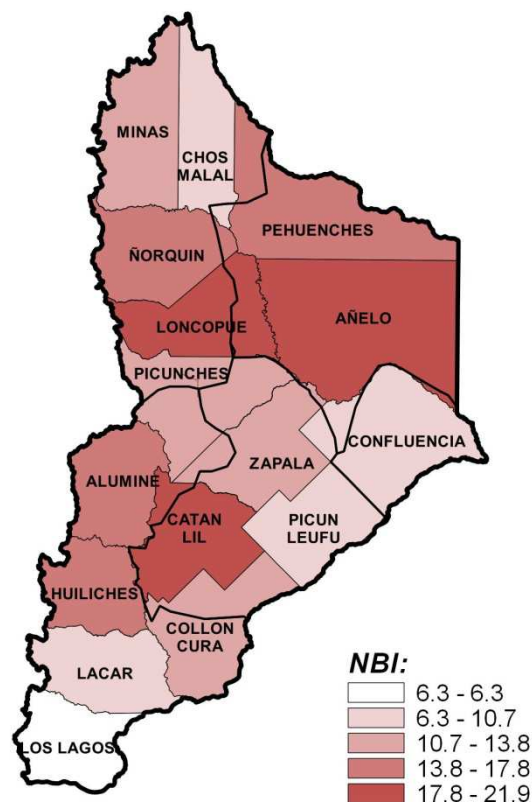 MINAS
CHOS
MALAL
PEHUENCHES
ÑORQUIN
AÑELO
LONCOPUE
PICUNCHES
CONFLUENCIA
ZAPALA
ALUMINE
CATAN
LIL
PICUN
LEUFU
HUILICHES
COLLON
CURA
LACAR
LOS LAGOS
NBI:
6.3 - 6.3
6.3 - 10.7
10.7 - 13.8
13.8 - 17.8
17.8 - 21.9